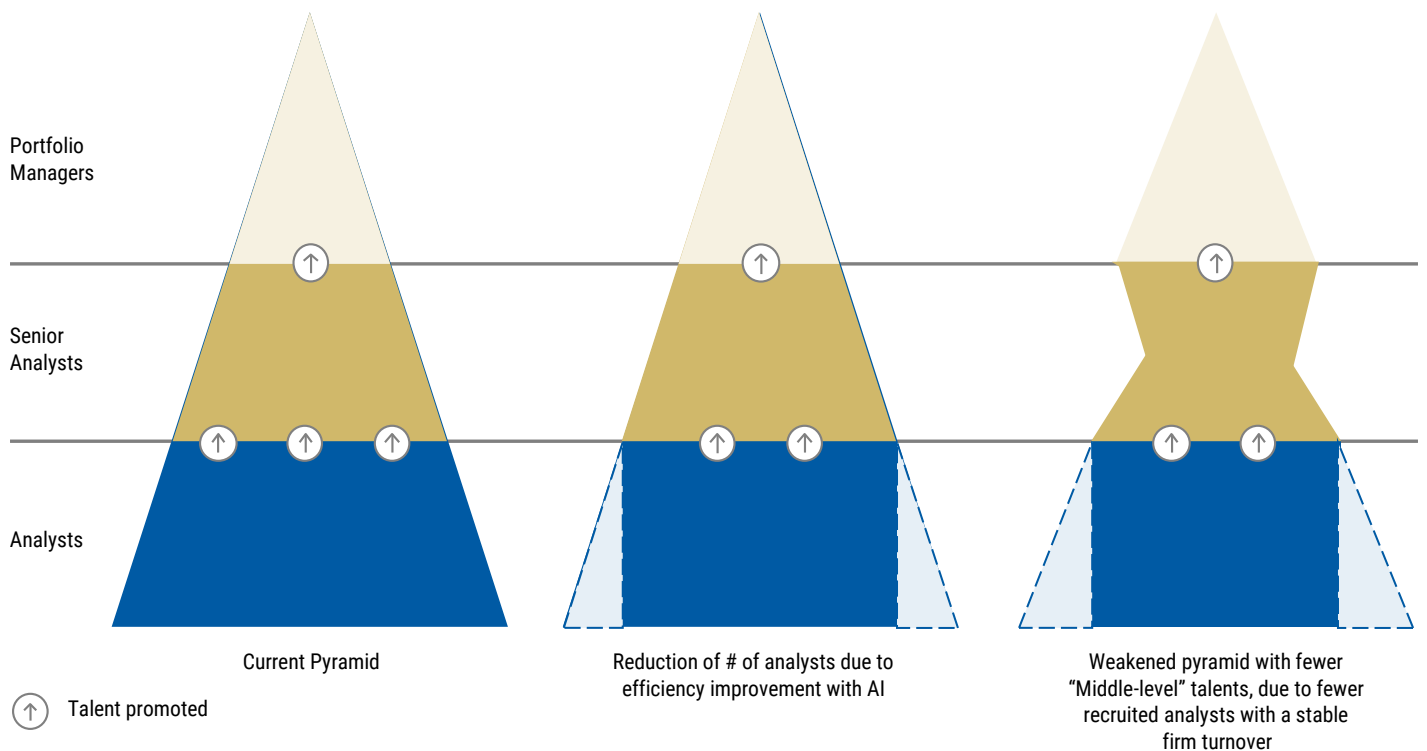 Portfolio
Managers
Senior
Analysts
Analysts
Current Pyramid
Reduction of # of analysts due to
efficiency improvement with AI
Weakened pyramid with fewer
“Middle-level” talents, due to fewer
recruited analysts with a stable
firm turnover
Talent promoted